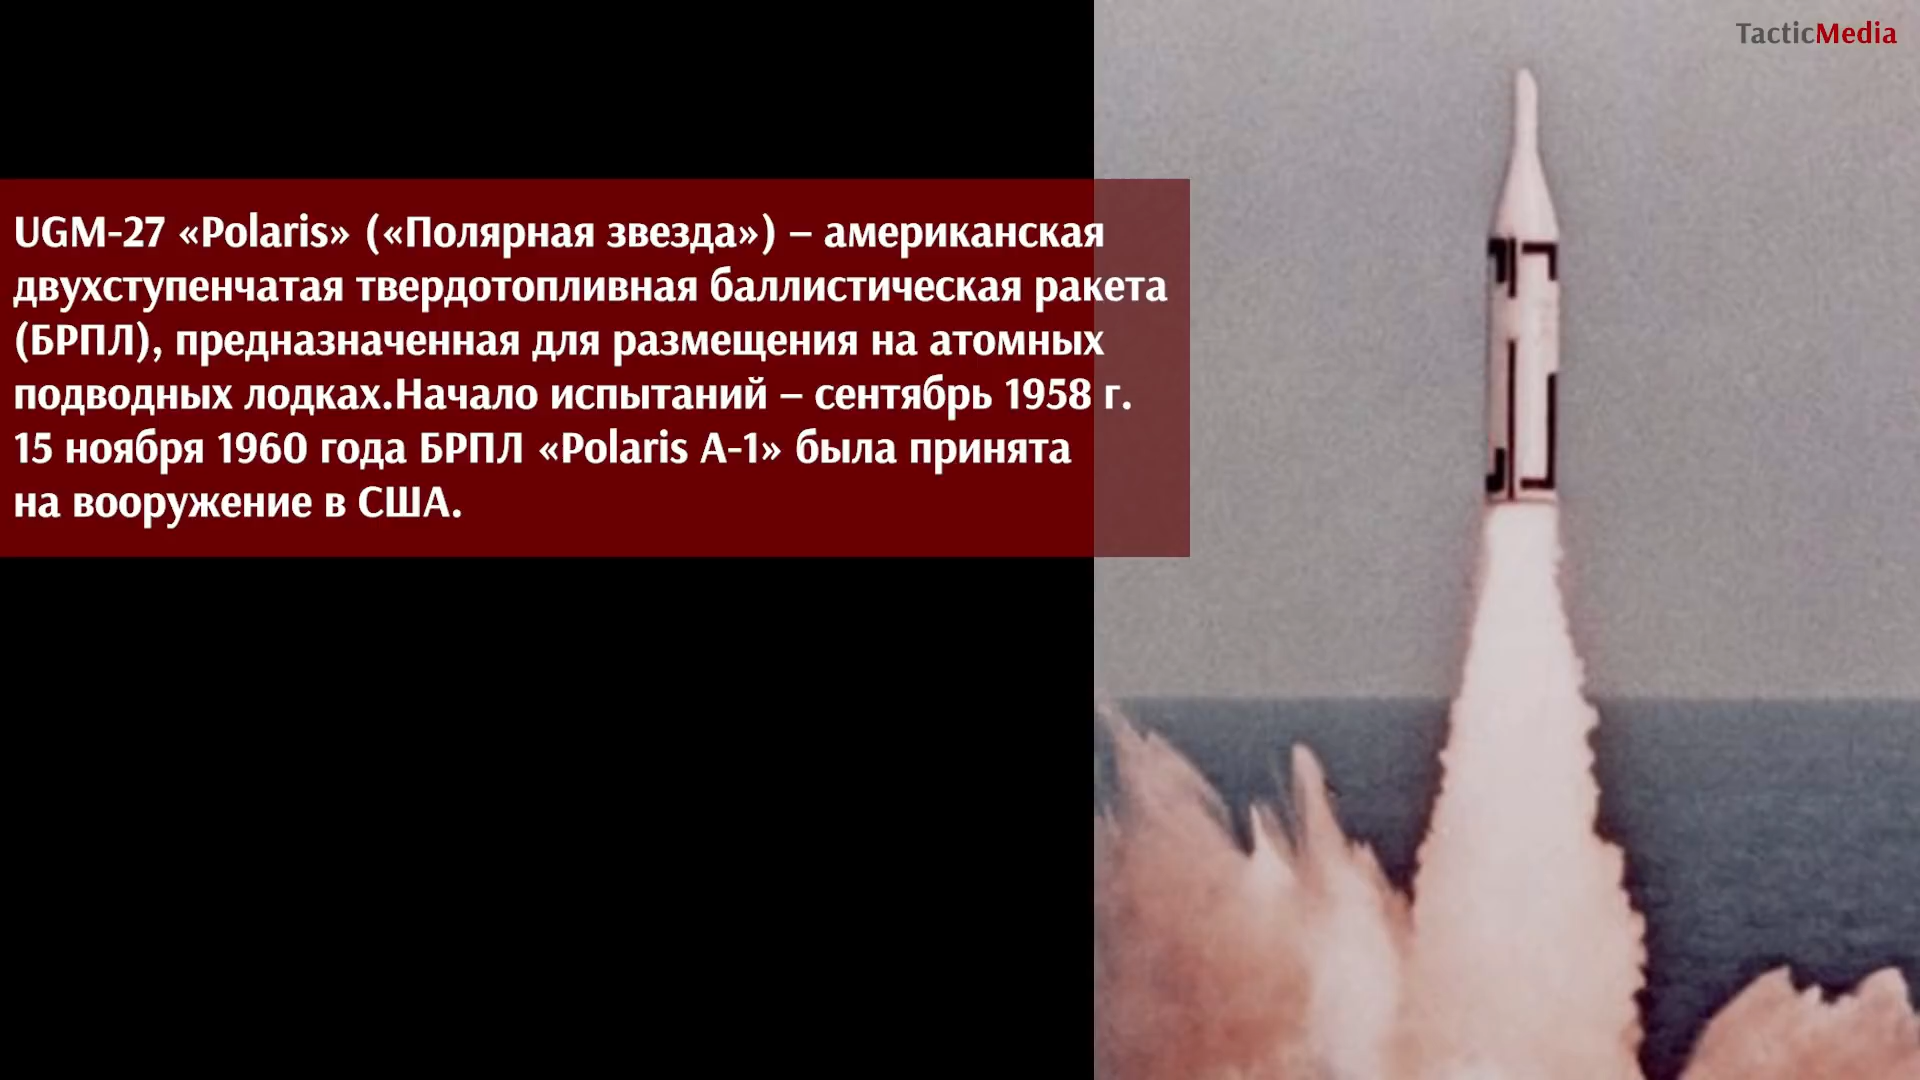 TacticMedia
UGM-27 «Polaris» («Полярная звезда») – американская
двухступенчатая твердотопливная баллистическая ракета
(БРПЛ), предназначенная для размещения на атомных
подводных лодках.Начало испытаний – сентябрь 1958 г.
15 ноября 1960 года БРПЛ «Polaris A-1» была принята
на вооружение в США.